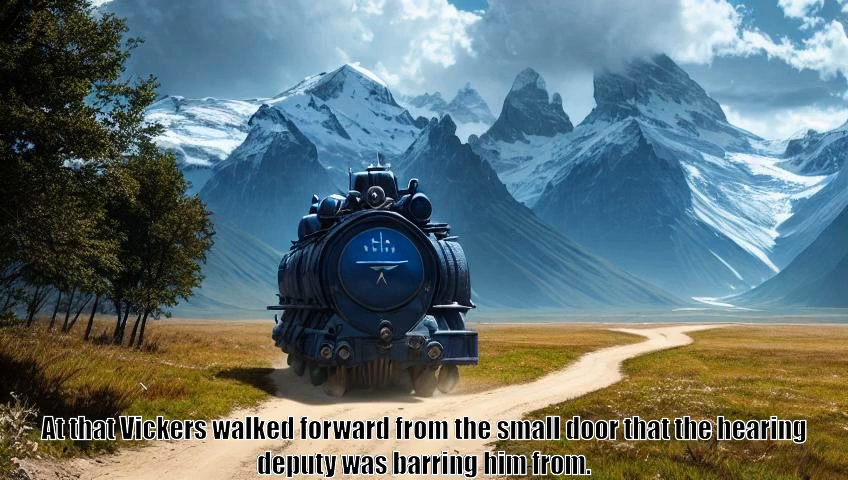 At that Vickers walked forward from the small door that the hearing
deputy was barring him from.